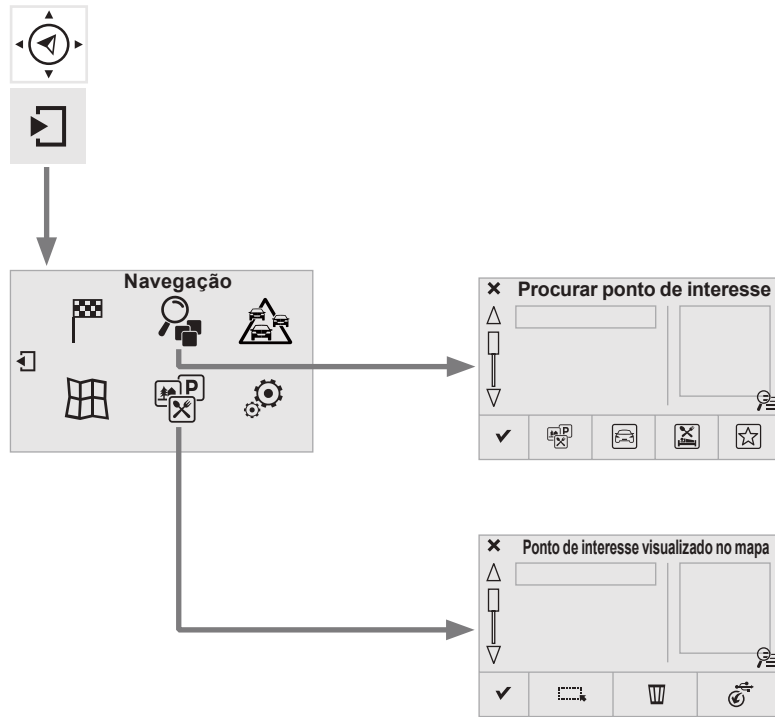 Navegação
Procurar ponto de interesse
P
P
Ponto de interesse visualizado no mapa